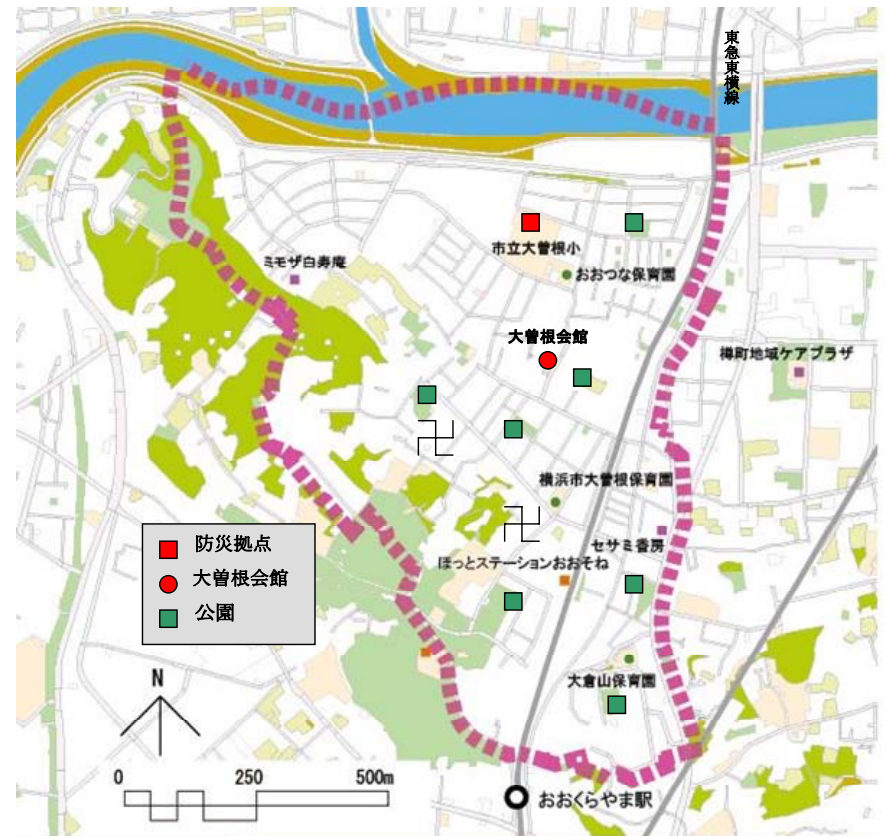 東急東横線
市立大曽根小
おおつな保育園
ミモザ白寿庵
大曽根会館
樽町地域ケアプラザ
横浜市大曽根保育園
セサミ香房
ほっとステーションおおそね
防災拠点
大曽根会館
公園
大倉山保育園
N
0 250 500m
おおくらやま駅